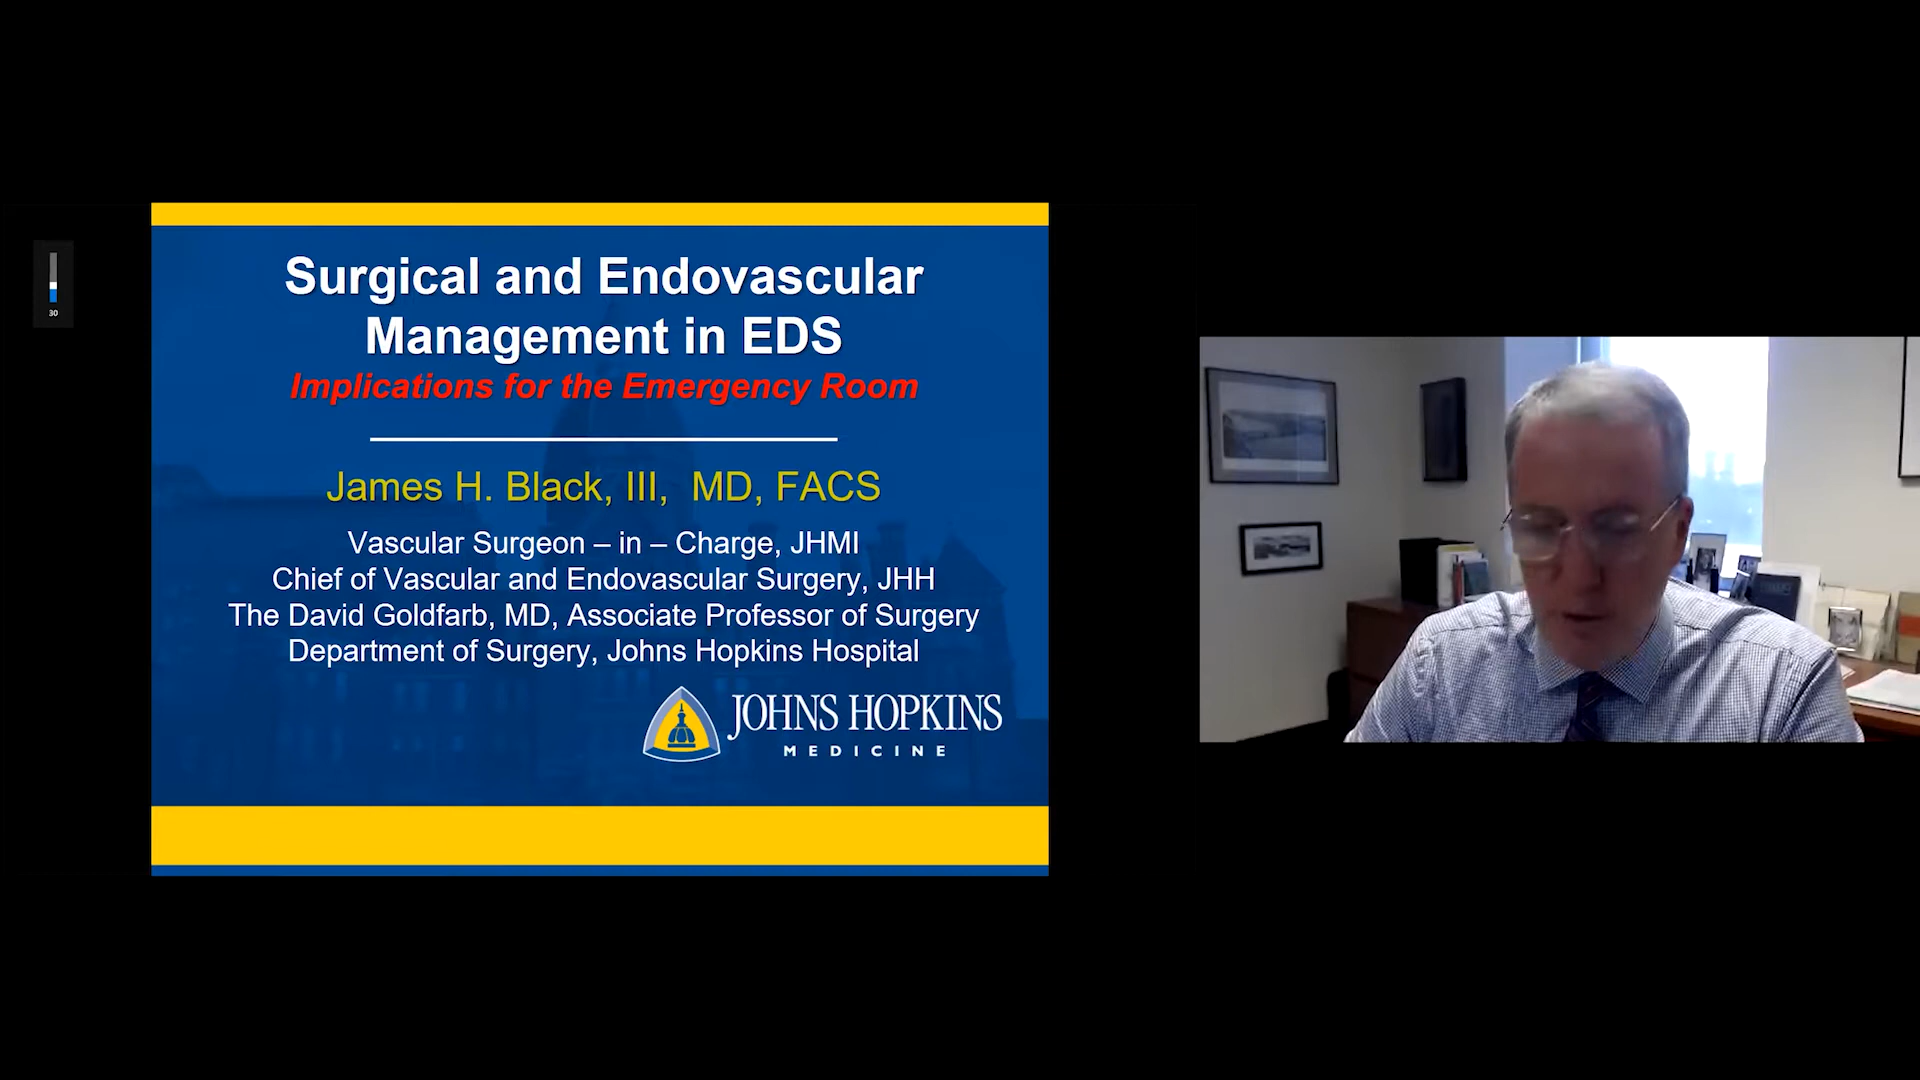 30
Surgical and Endovascular
Management in EDS
Implications for the Emergency Room
James H. Black, III, MD, FACS
Vascular Surgeon – in – Charge, JHMI
Chief of Vascular and Endovascular Surgery, JHH
The David Goldfarb, MD, Associate Professor of Surgery
Department of Surgery, Johns Hopkins Hospital
JOHNS HOPKINS
MEDICINE